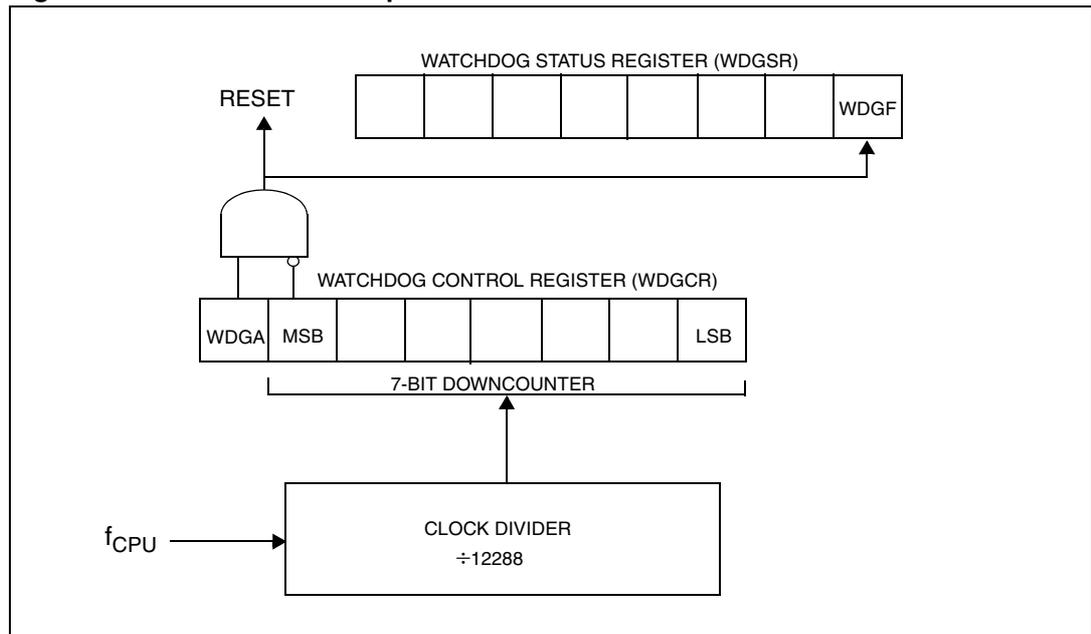 WATCHDOG STATUS REGISTER (WDGSR)
RESET
WDGF
WATCHDOG CONTROL REGISTER (WDGCR)
WDGA MSB LSB
7-BIT DOWNCOUNTER
fCPU
CLOCK DIVIDER
÷12288